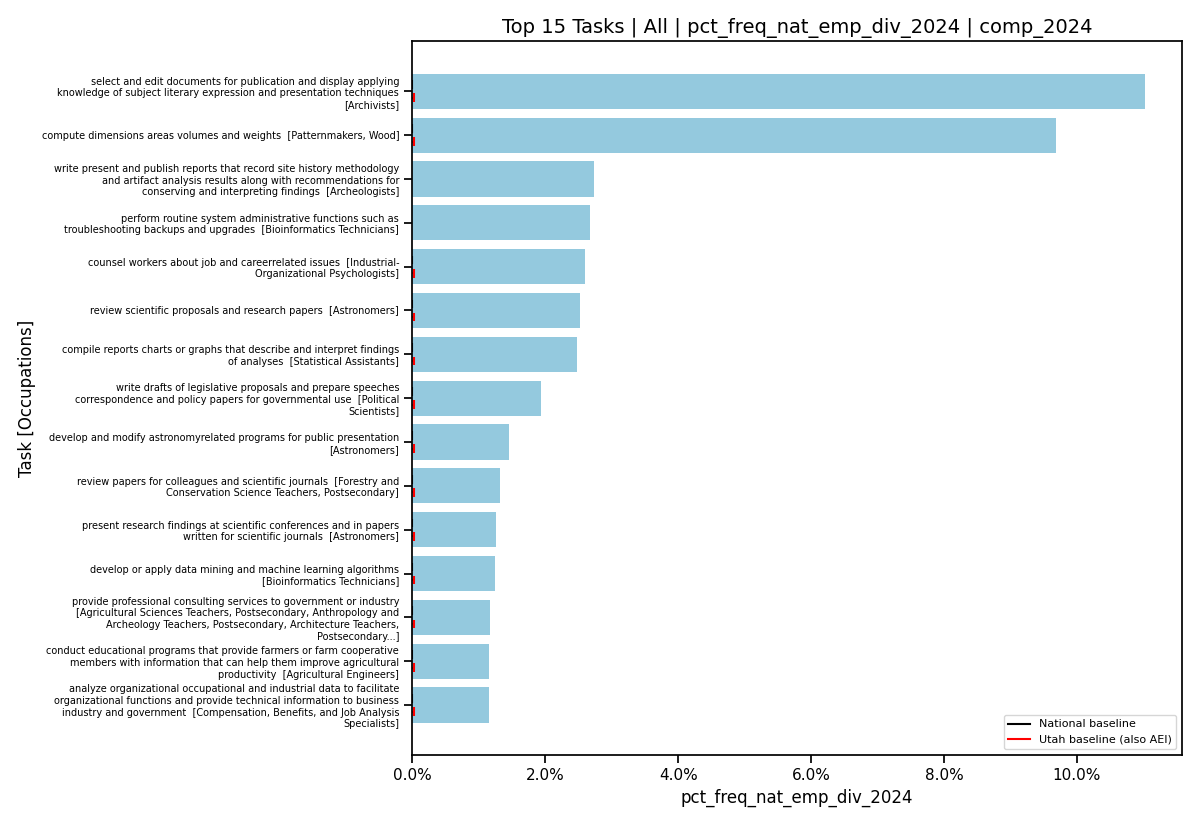 Top 15 Tasks | All | pct_freq_nat_emp_div_2024 | comp_2024
select and edit documents for publication and display applying
knowledge of subject literary expression and presentation techniques
[Archivists]
compute dimensions areas volumes and weights  [Patternmakers, Wood]
write present and publish reports that record site history methodology
and artifact analysis results along with recommendations for
conserving and interpreting findings  [Archeologists]
perform routine system administrative functions such as
troubleshooting backups and upgrades  [Bioinformatics Technicians]
counsel workers about job and careerrelated issues  [Industrial-
Organizational Psychologists]
review scientific proposals and research papers  [Astronomers]
compile reports charts or graphs that describe and interpret findings
of analyses  [Statistical Assistants]
write drafts of legislative proposals and prepare speeches
correspondence and policy papers for governmental use  [Political
Scientists]
develop and modify astronomyrelated programs for public presentation
[Astronomers]
review papers for colleagues and scientific journals  [Forestry and
Conservation Science Teachers, Postsecondary]
present research findings at scientific conferences and in papers
written for scientific journals  [Astronomers]
develop or apply data mining and machine learning algorithms
[Bioinformatics Technicians]
provide professional consulting services to government or industry
[Agricultural Sciences Teachers, Postsecondary, Anthropology and
Archeology Teachers, Postsecondary, Architecture Teachers,
Postsecondary...]
conduct educational programs that provide farmers or farm cooperative
members with information that can help them improve agricultural
productivity  [Agricultural Engineers]
analyze organizational occupational and industrial data to facilitate
organizational functions and provide technical information to business
industry and government  [Compensation, Benefits, and Job Analysis
Specialists]
Task [Occupations]
National baseline
Utah baseline (also AEI)
0.0% 2.0% 4.0% 6.0% 8.0% 10.0%
pct_freq_nat_emp_div_2024